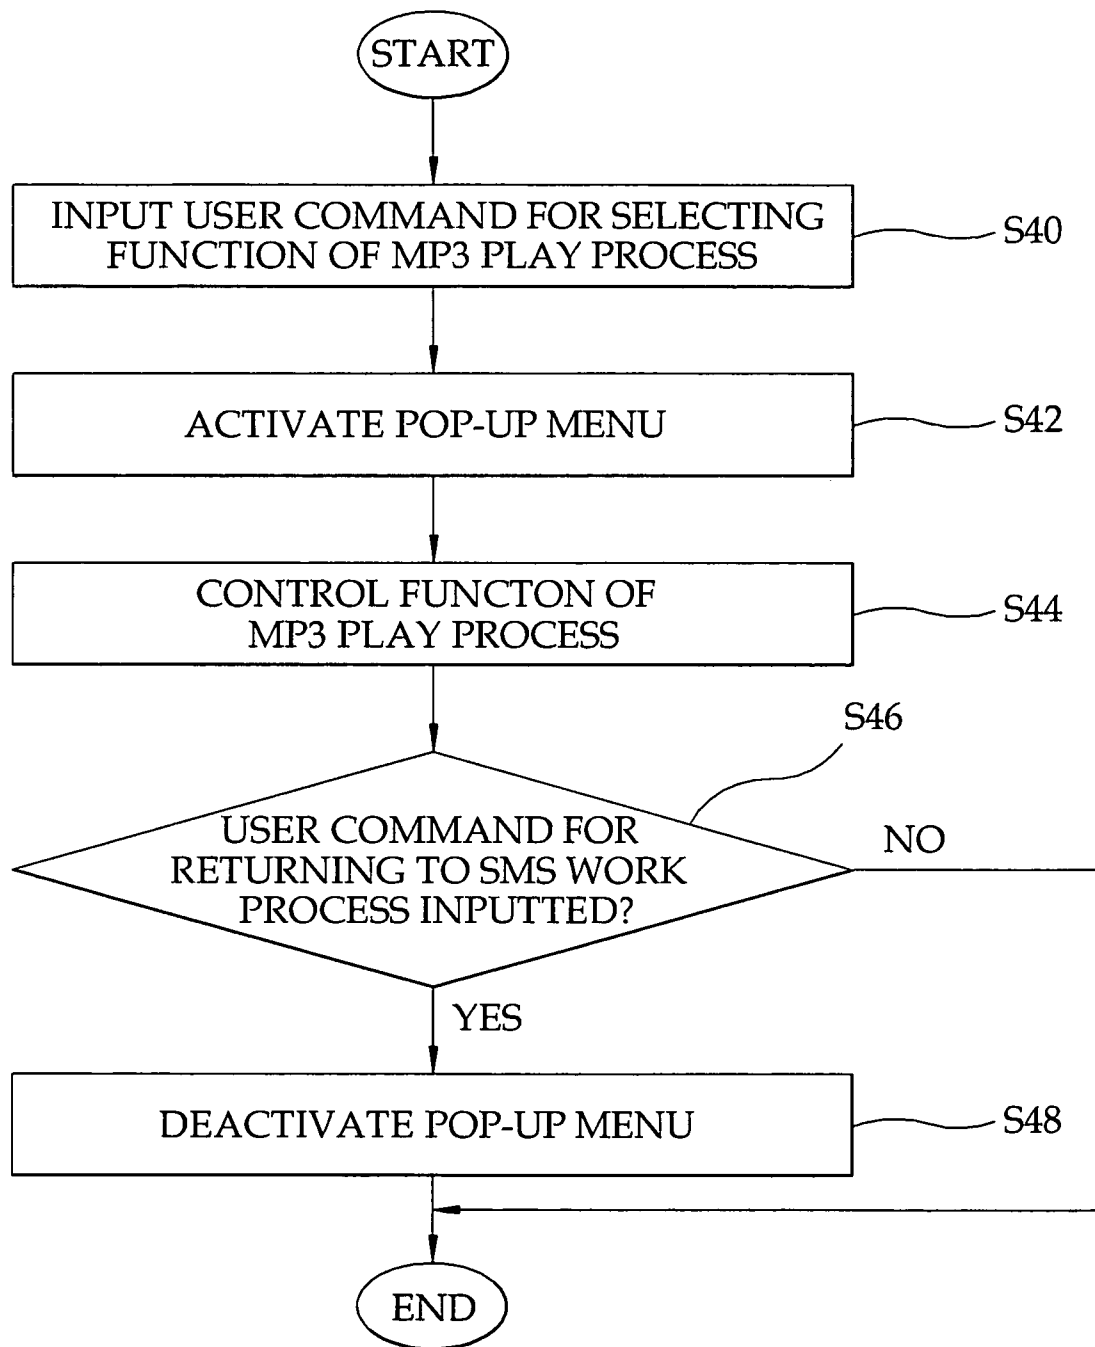 START
INPUT USER COMMAND FOR SELECTING
FUNCTION OF MP3 PLAY PROCESS
S40
ACTIVATE POP-UP MENU
S42
CONTROL FUNCTON OF
MP3 PLAY PROCESS
S44
S46
USER COMMAND FOR
RETURNING TO SMS WORK
PROCESS INPUTTED?
NO
YES
DEACTIVATE POP-UP MENU
S48
END